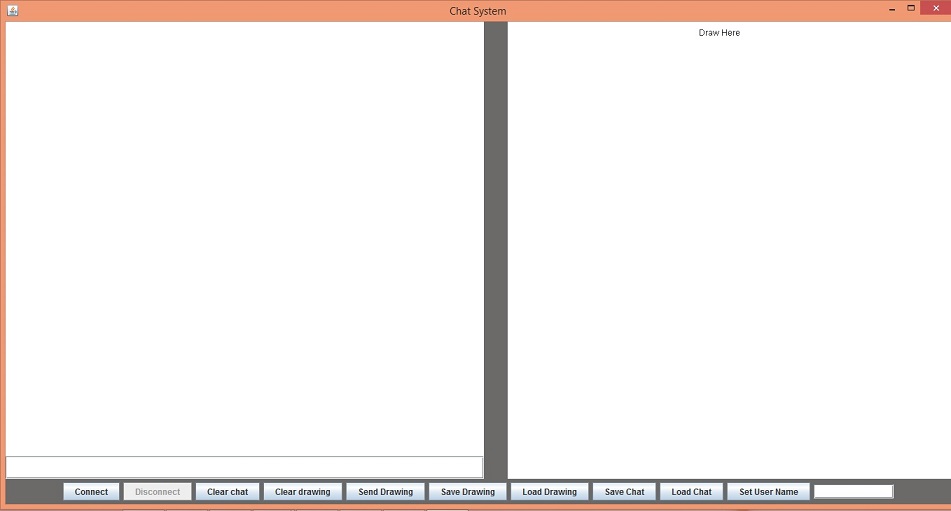 Chat System
Draw Here
Connect Disconnect Clear chat Clear drawing Send Drawing Save Drawing Load Drawing Save Chat Load Chat Set User Name